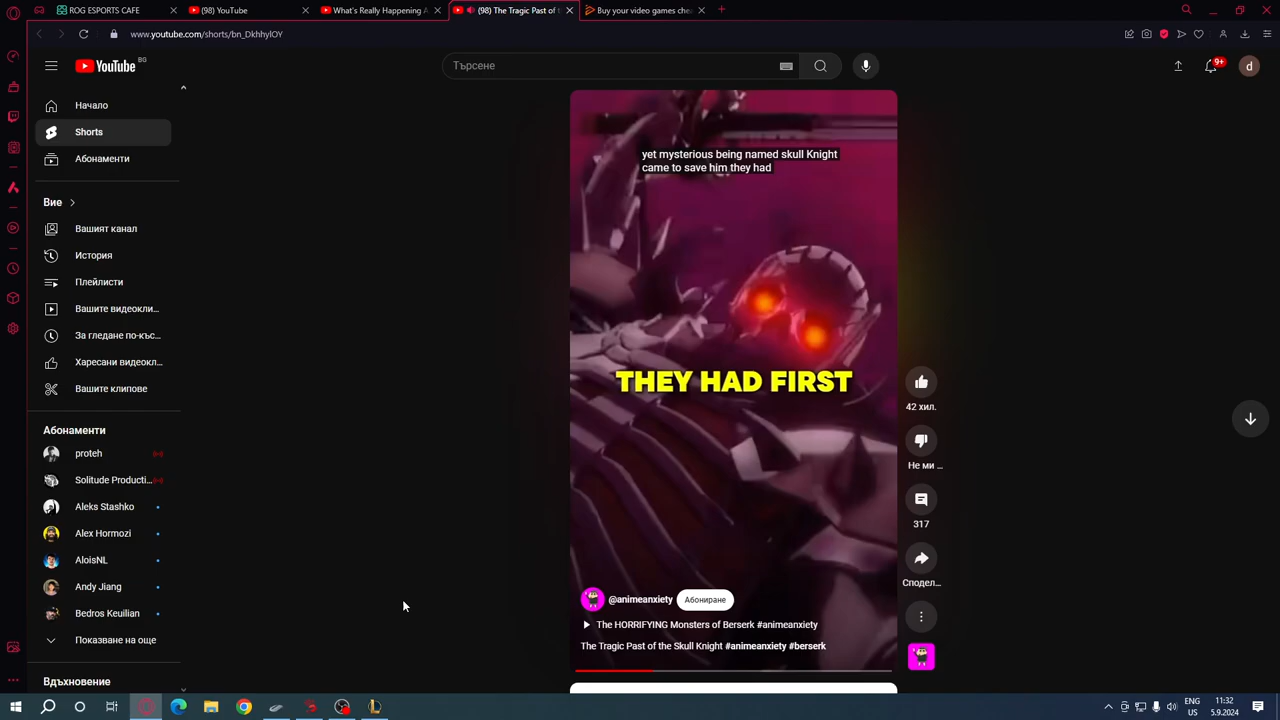 ROG ESPORTS CAFE
(98) YouTube
What's Really Happening A
(98) The Tragic Past of t
Buy your video games chea
www.youtube.com/shorts/bn_DkhhylOY
YouTube
BG
Търсене
9+
d
Начало
Shorts
Абонаменти
Вие
Вашият канал
История
Плейлисти
Вашите видеокли...
За гледане по-къс...
Харесани видеокл...
Вашите клипове
Абонаменти
proteh
Solitude Producti...
Aleks Stashko
Alex Hormozi
AloisNL
Andy Jiang
Bedros Keuilian
Показване на още
Вдъхновение
yet mysterious being named skull Knight
came to save him they had
THEY HAD FIRST
@animeanxiety
Абониране
The HORRIFYING Monsters of Berserk #animeanxiety
The Tragic Past of the Skull Knight #animeanxiety #berserk
42 хил.
Не ми ...
317
Сподел...
ENG
US
11:32
5.9.2024